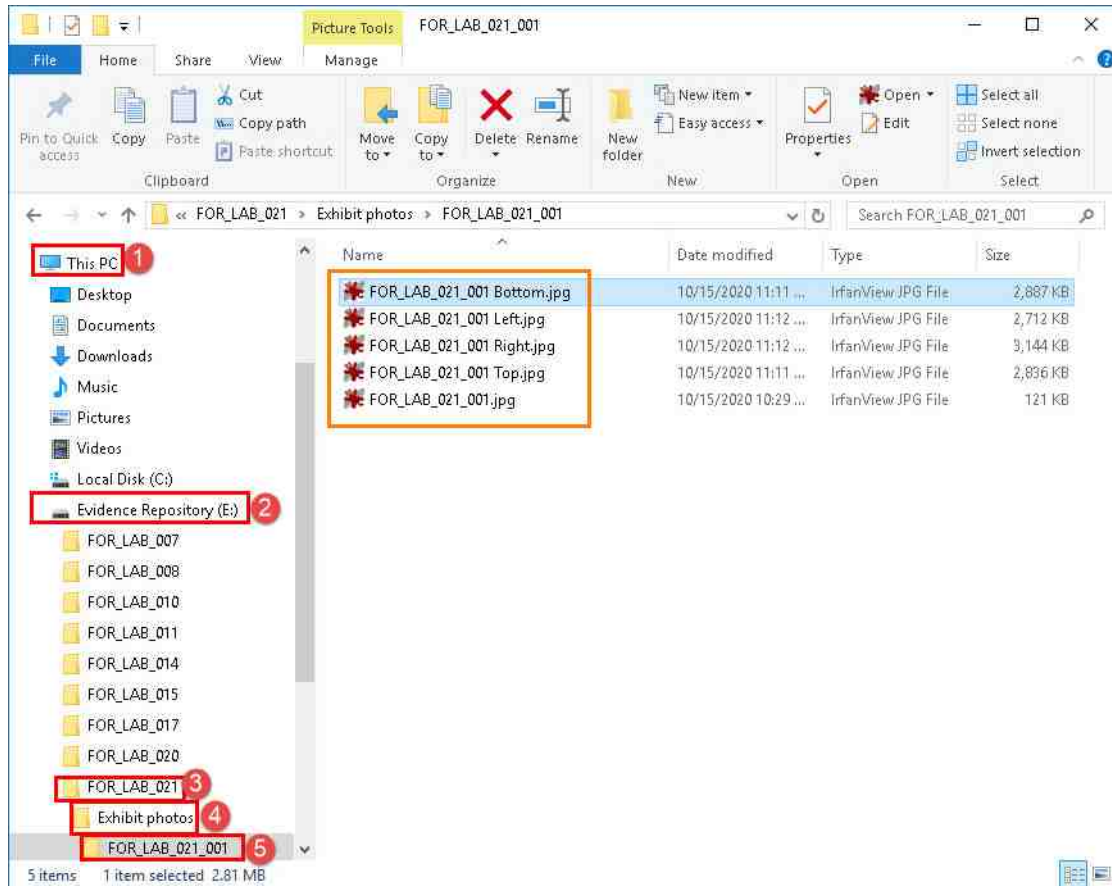 Picture Tools FOR_LAB_021_001
File Home Share View Manage
Pin to Quick access
Copy
Paste
Cut
Copy path
Paste shortcut
Clipboard
Move to
Copy to
Delete
Rename
Organize
New folder
New item
Easy access
New
Properties
Open
Edit
Open
Select all
Select none
Invert selection
Select
« FOR_LAB_021 > Exhibit photos > FOR_LAB_021_001
Search FOR_LAB_021_001
This PC 1
Desktop
Documents
Downloads
Music
Pictures
Videos
Local Disk (C:)
Evidence Repository (E:) 2
FOR_LAB_007
FOR_LAB_008
FOR_LAB_010
FOR_LAB_011
FOR_LAB_014
FOR_LAB_015
FOR_LAB_017
FOR_LAB_020
FOR_LAB_021 3
Exhibit photos 4
FOR_LAB_021_001 5
Name Date modified Type Size
FOR_LAB_021_001 Bottom.jpg 10/15/2020 11:11 ... IrfanView JPG File 2,887 KB
FOR_LAB_021_001 Left.jpg 10/15/2020 11:12 ... IrfanView JPG File 2,712 KB
FOR_LAB_021_001 Right.jpg 10/15/2020 11:12 ... IrfanView JPG File 3,144 KB
FOR_LAB_021_001 Top.jpg 10/15/2020 11:11 ... IrfanView JPG File 2,836 KB
FOR_LAB_021_001.jpg 10/15/2020 10:29 ... IrfanView JPG File 121 KB
5 items 1 item selected 2.81 MB